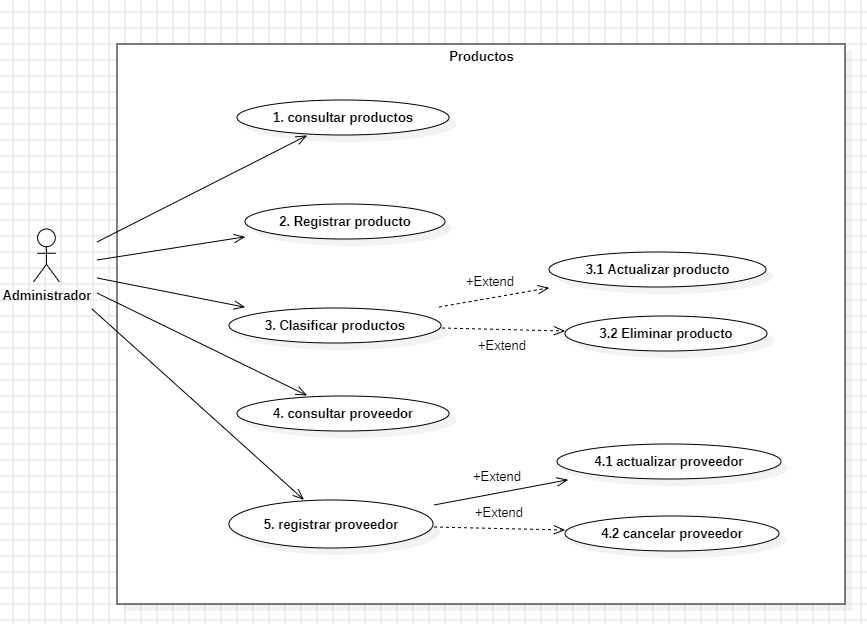 Productos
1. consultar productos
2. Registrar producto
Administrador
3. Clasificar productos
+Extend
3.1 Actualizar producto
+Extend
3.2 Eliminar producto
4. consultar proveedor
5. registrar proveedor
+Extend
4.1 actualizar proveedor
+Extend
4.2 cancelar proveedor